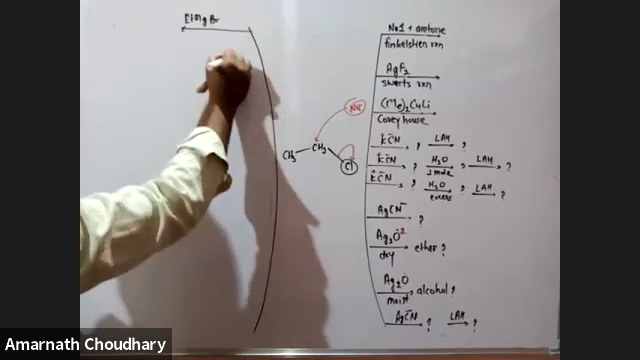 EtMgBr
NaI + acetone
finkelstien rxn
AgF2
swarts rxn
(Me)2CuLi
Corey house
Nu
CH3 CH2
Cl
KCN , ? LAH ?
KCN , ? H2O ? LAH ?
1 mole
KCN , ? H2O ? LAH ?
excess
AgCN ?
Ag2O ether ?
dry
Ag2O alcohol ?
moist
AgCN ? LAH ?
Amarnath Choudhary